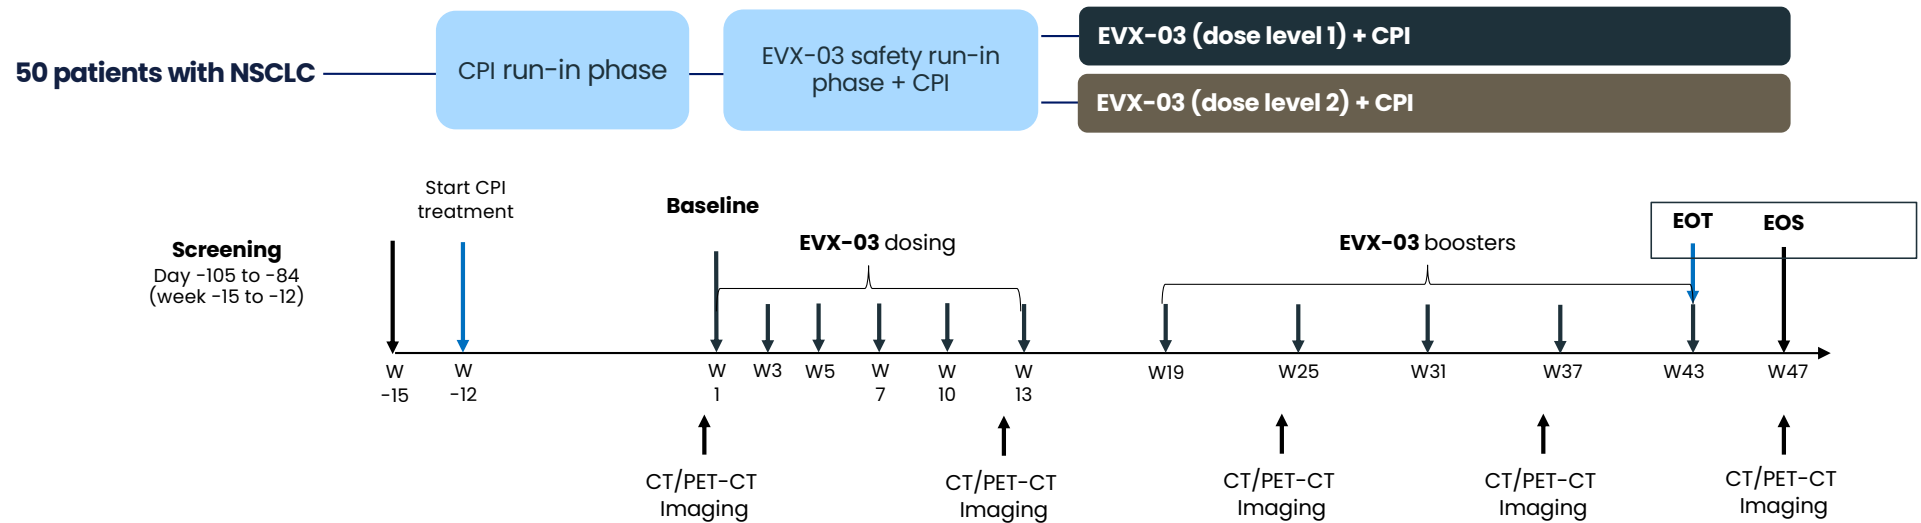 50 patients with NSCLC
CPI run-in phase
EVX-03 safety run-in
phase + CPI
EVX-03 (dose level 1) + CPI
EVX-03 (dose level 2) + CPI
Screening
Day -105 to -84
(week -15 to -12)
Start CPI
treatment
Baseline
EVX-03 dosing
EVX-03 boosters
EOT
EOS
W
-15
W
-12
W
1
W3
W5
W
7
W
10
W
13
W19
W25
W31
W37
W43
W47
CT/PET-CT
Imaging
CT/PET-CT
Imaging
CT/PET-CT
Imaging
CT/PET-CT
Imaging
CT/PET-CT
Imaging